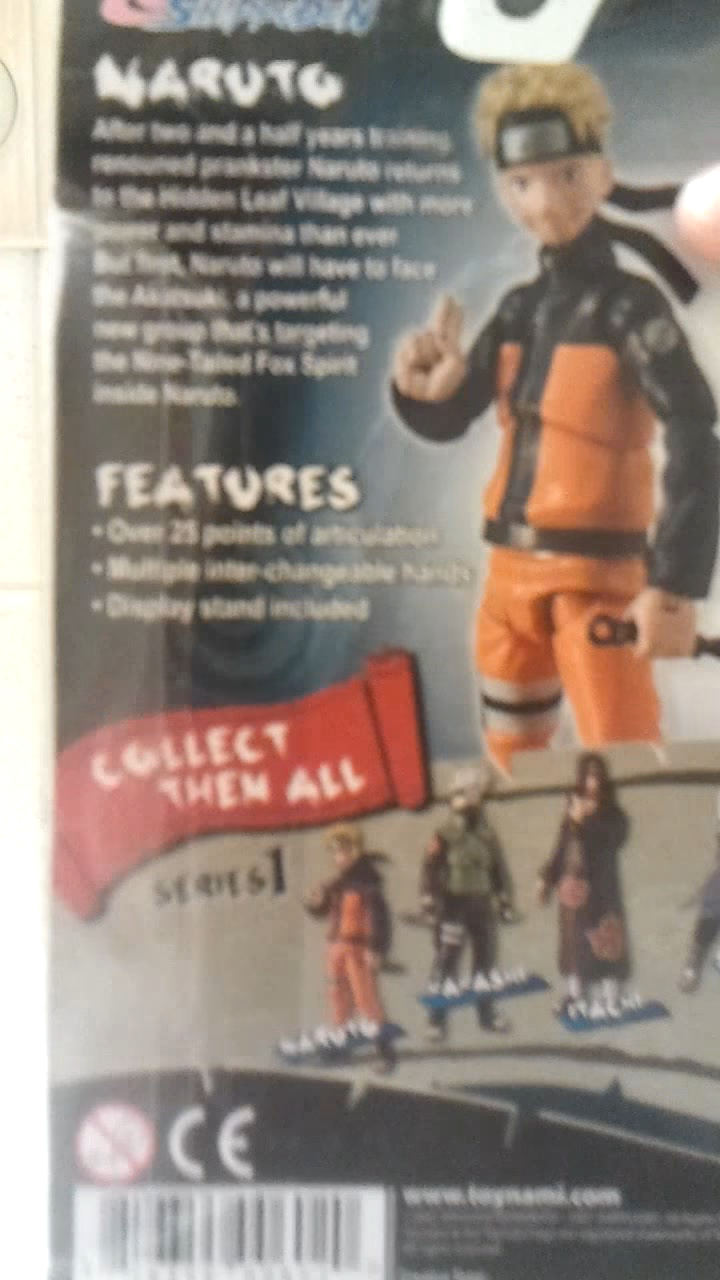 SHIPPUDEN
NARUTO
After two and a half years training,
renoured prankster Naruto returns
to the Hidden Leaf Village with more
power and stamina than ever
But first, Naruto will have to face
the Akatsuki, a powerful
new group that's targeting
the Nine-Tailed Fox Spirit
inside Naruto.
FEATURES
• Over 25 points of articulation
• Multiple inter-changeable hands
• Display stand included
COLLECT
THEM ALL
SERIES 1
NARUTO
KAKASHI
ITACHI
CE
www.toynami.com